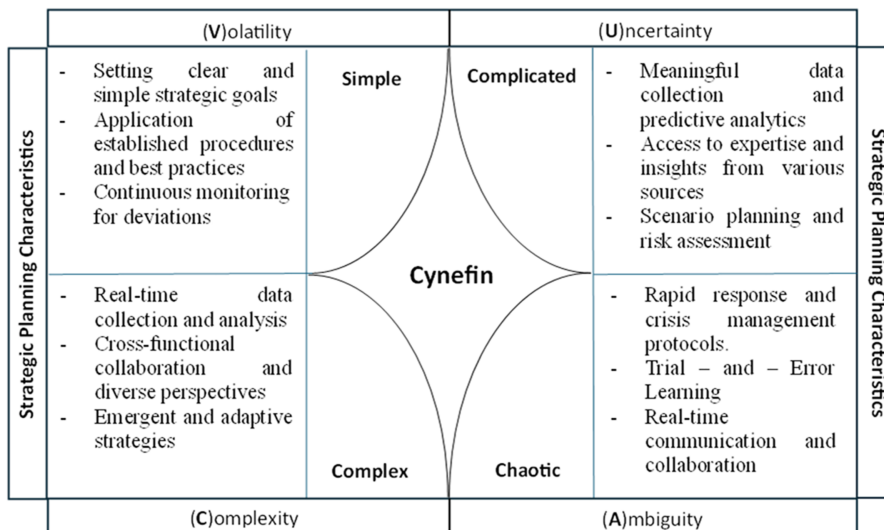 (V)olatility
(U)ncertainty
Strategic Planning Characteristics
- Setting clear and
simple strategic goals
- Application of
established procedures
and best practices
- Continuous monitoring
for deviations
Simple
Complicated
- Meaningful data
collection and
predictive analytics
- Access to expertise and
insights from various
sources
- Scenario planning and
risk assessment
Strategic Planning Characteristics
Cynefin
- Real-time data
collection and analysis
- Cross-functional
collaboration and
diverse perspectives
- Emergent and adaptive
strategies
Complex
Chaotic
- Rapid response and
crisis management
protocols.
- Trial – and – Error
Learning
- Real-time
communication and
collaboration
(C)omplexity
(A)mbiguity